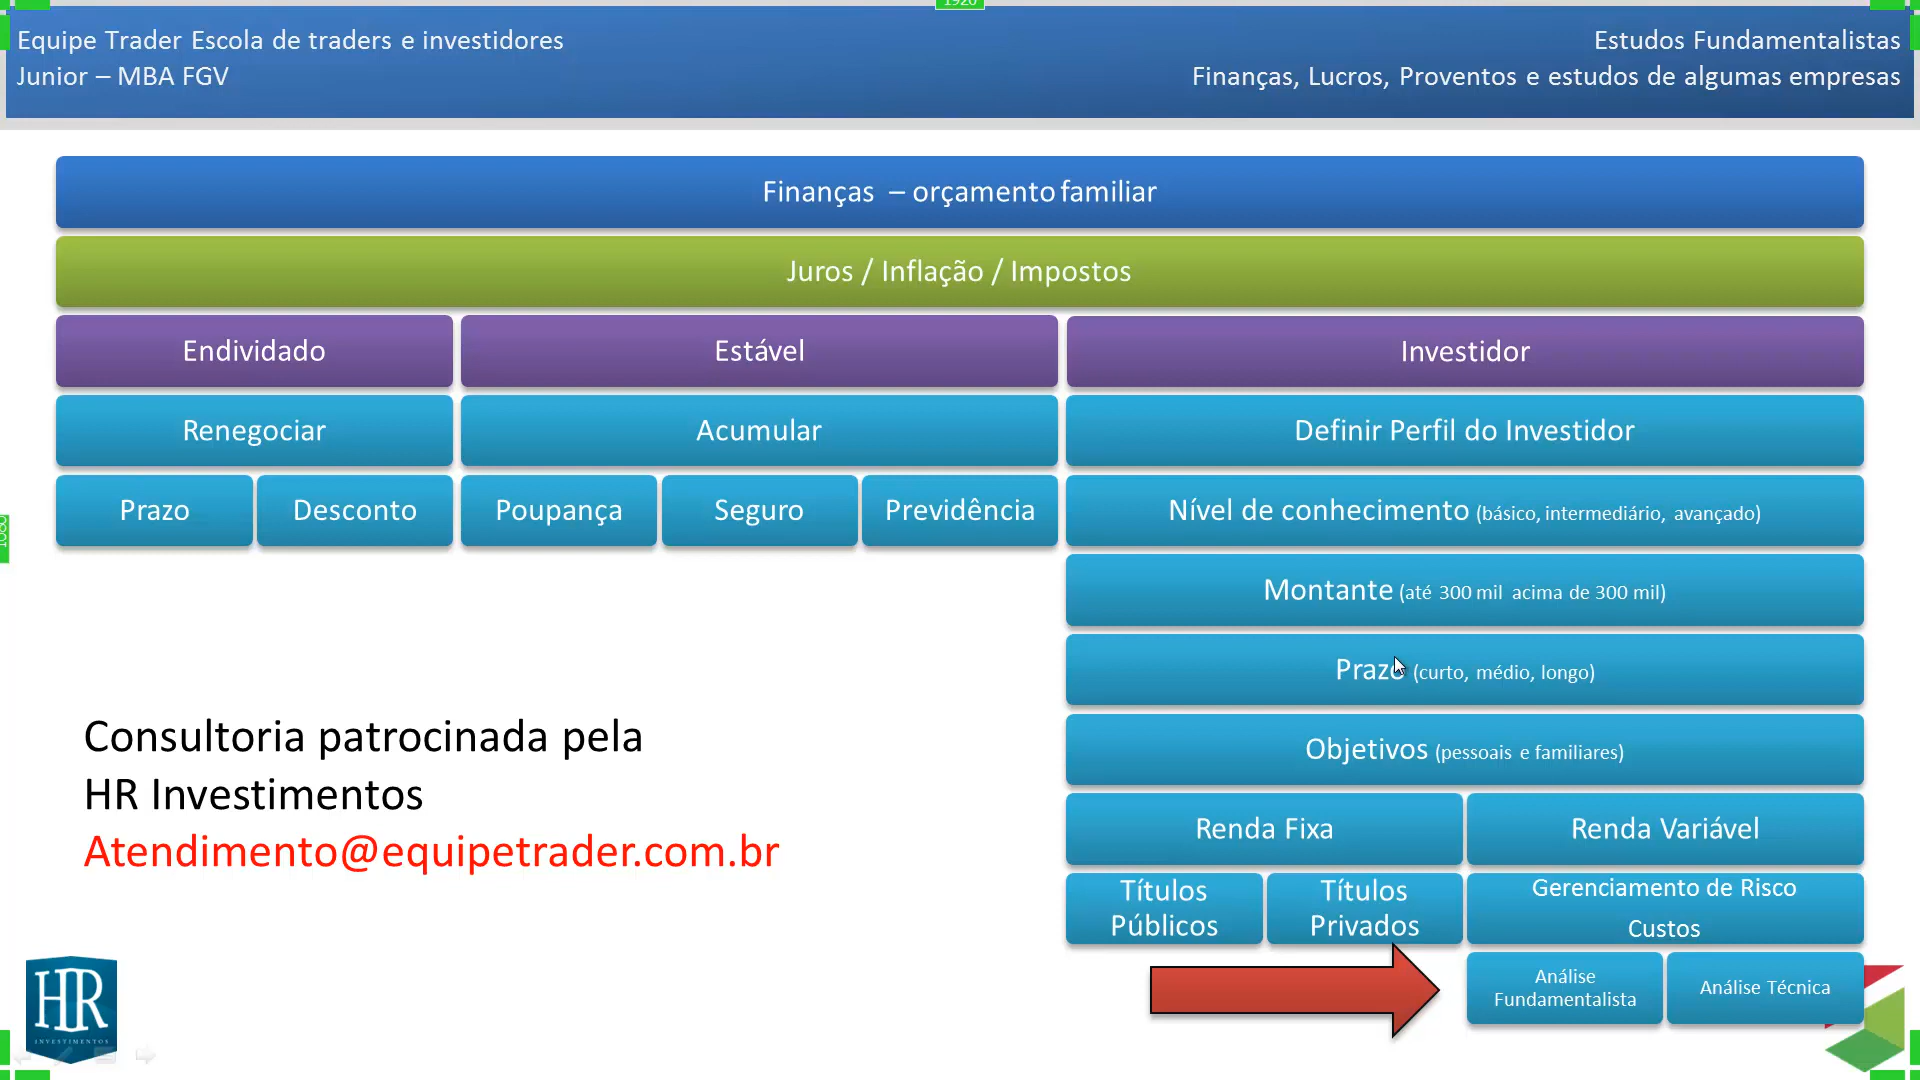 1920
Equipe Trader Escola de traders e investidores
Junior – MBA FGV
Estudos Fundamentalistas
Finanças, Lucros, Proventos e estudos de algumas empresas
Finanças – orçamento familiar
Juros / Inflação / Impostos
Endividado
Estável
Investidor
Renegociar
Acumular
Definir Perfil do Investidor
Prazo
Desconto
Poupança
Seguro
Previdência
Nível de conhecimento (básico, intermediário, avançado)
1080
Montante (até 300 mil acima de 300 mil)
Prazo (curto, médio, longo)
Objetivos (pessoais e familiares)
Consultoria patrocinada pela
HR Investimentos
Atendimento@equipetrader.com.br
Renda Fixa
Renda Variável
Títulos
Públicos
Títulos
Privados
Gerenciamento de Risco
Custos
Análise
Fundamentalista
Análise Técnica
HR
INVESTIMENTOS